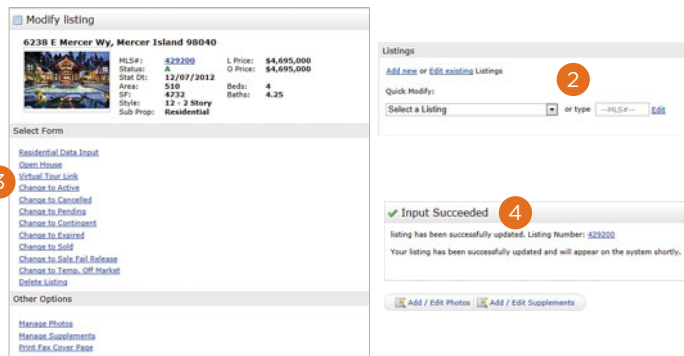 Modify listing
6238 E Mercer Wy, Mercer Island 98040
MLS#: 429200 L Price: $4,695,000
Status: A O Price: $4,695,000
Stat Dt: 12/07/2012
Area: 510 Beds: 4
SF: 4732 Baths: 4.25
Style: 12 - 2 Story
Sub Prop: Residential
Select Form
Residential Data Input
Open House
3
Virtual Tour Link
Change to Active
Change to Cancelled
Change to Pending
Change to Contingent
Change to Expired
Change to Sold
Change to Sale Fail Release
Change to Temp. Off Market
Delete Listing
Other Options
Manage Photos
Manage Supplements
Print Fax Cover Page
Listings
Add new or Edit existing Listings
2
Quick Modify:
Select a Listing or type --MLS#-- Edit
Input Succeeded 4
listing has been successfully updated. Listing Number: 429200
Your listing has been successfully updated and will appear on the system shortly.
Add / Edit Photos Add / Edit Supplements